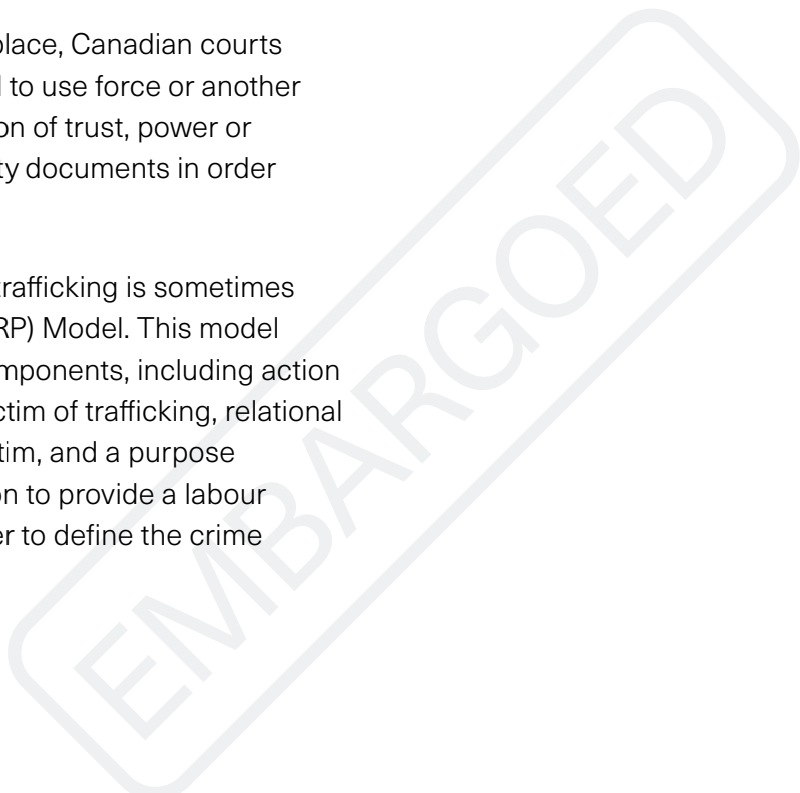 place, Canadian courts
to use force or another
on of trust, power or
ty documents in order
trafficking is sometimes
RP) Model. This model
mponents, including action
ctim of trafficking, relational
tim, and a purpose
on to provide a labour
er to define the crime
EMBARGOED